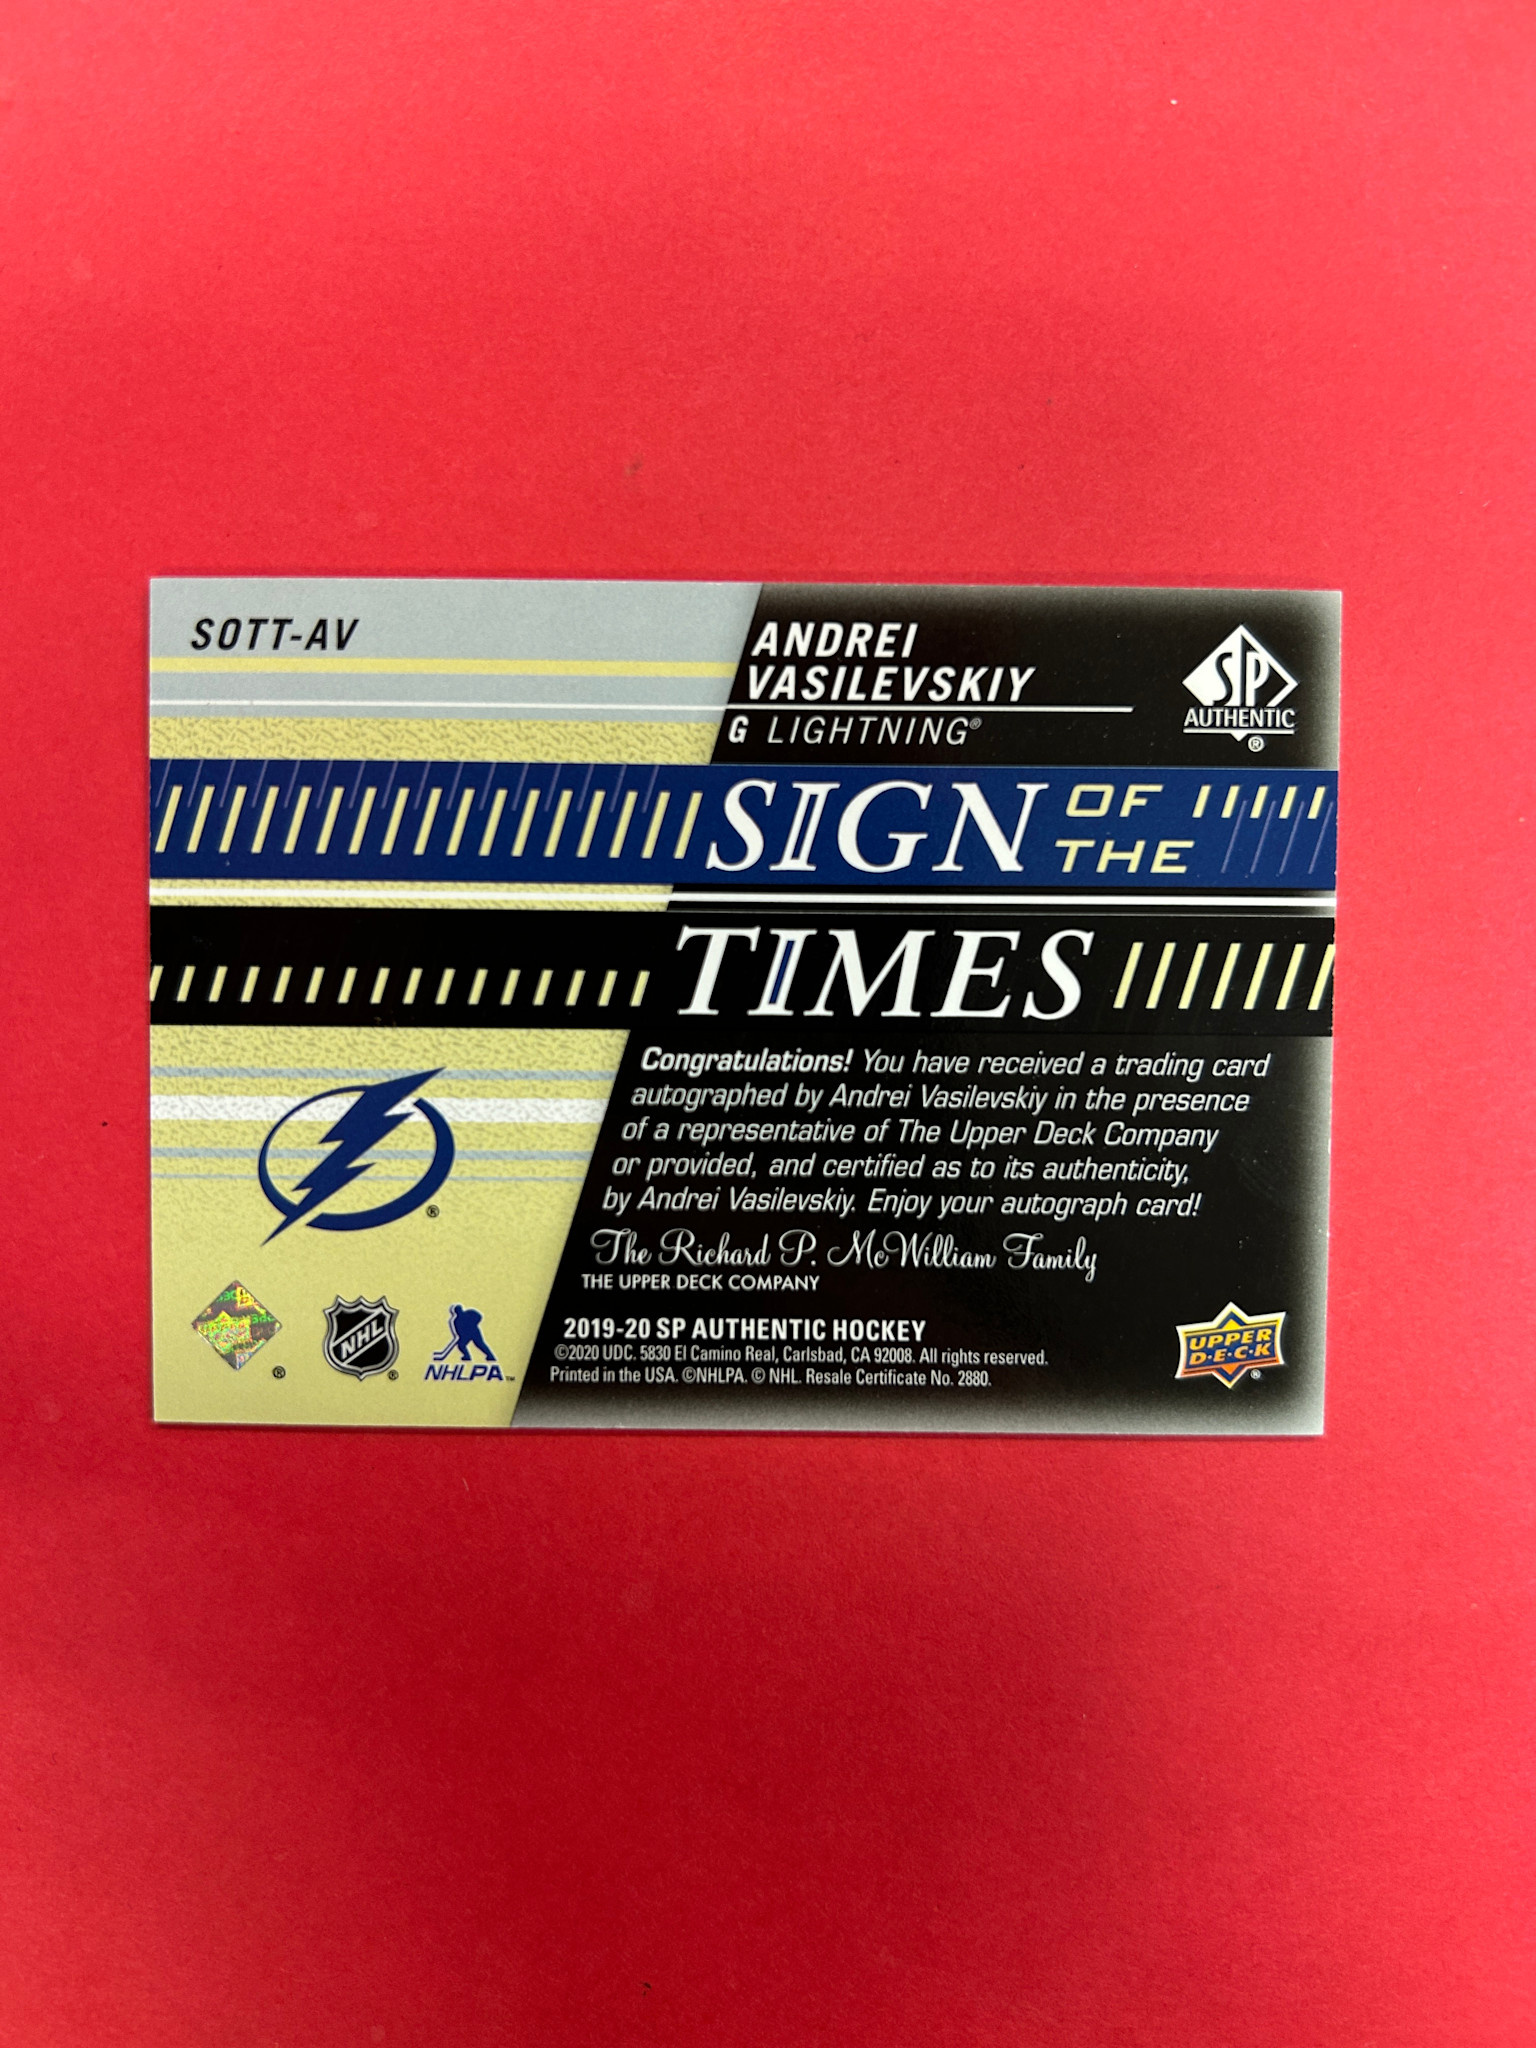 SOTT-AV
ANDREI
VASILEVSKIY
G LIGHTNING®
SP
AUTHENTIC
®
SIGN OF THE
TIMES
Congratulations! You have received a trading card
autographed by Andrei Vasilevskiy in the presence
of a representative of The Upper Deck Company
or provided, and certified as to its authenticity,
by Andrei Vasilevskiy. Enjoy your autograph card!
The Richard P. McWilliam Family
THE UPPER DECK COMPANY
®
®
NHL
®
NHLPA™
2019-20 SP AUTHENTIC HOCKEY
©2020 UDC. 5830 El Camino Real, Carlsbad, CA 92008. All rights reserved.
Printed in the USA. ©NHLPA. © NHL. Resale Certificate No. 2880.
UPPER
D·E·C·K
®